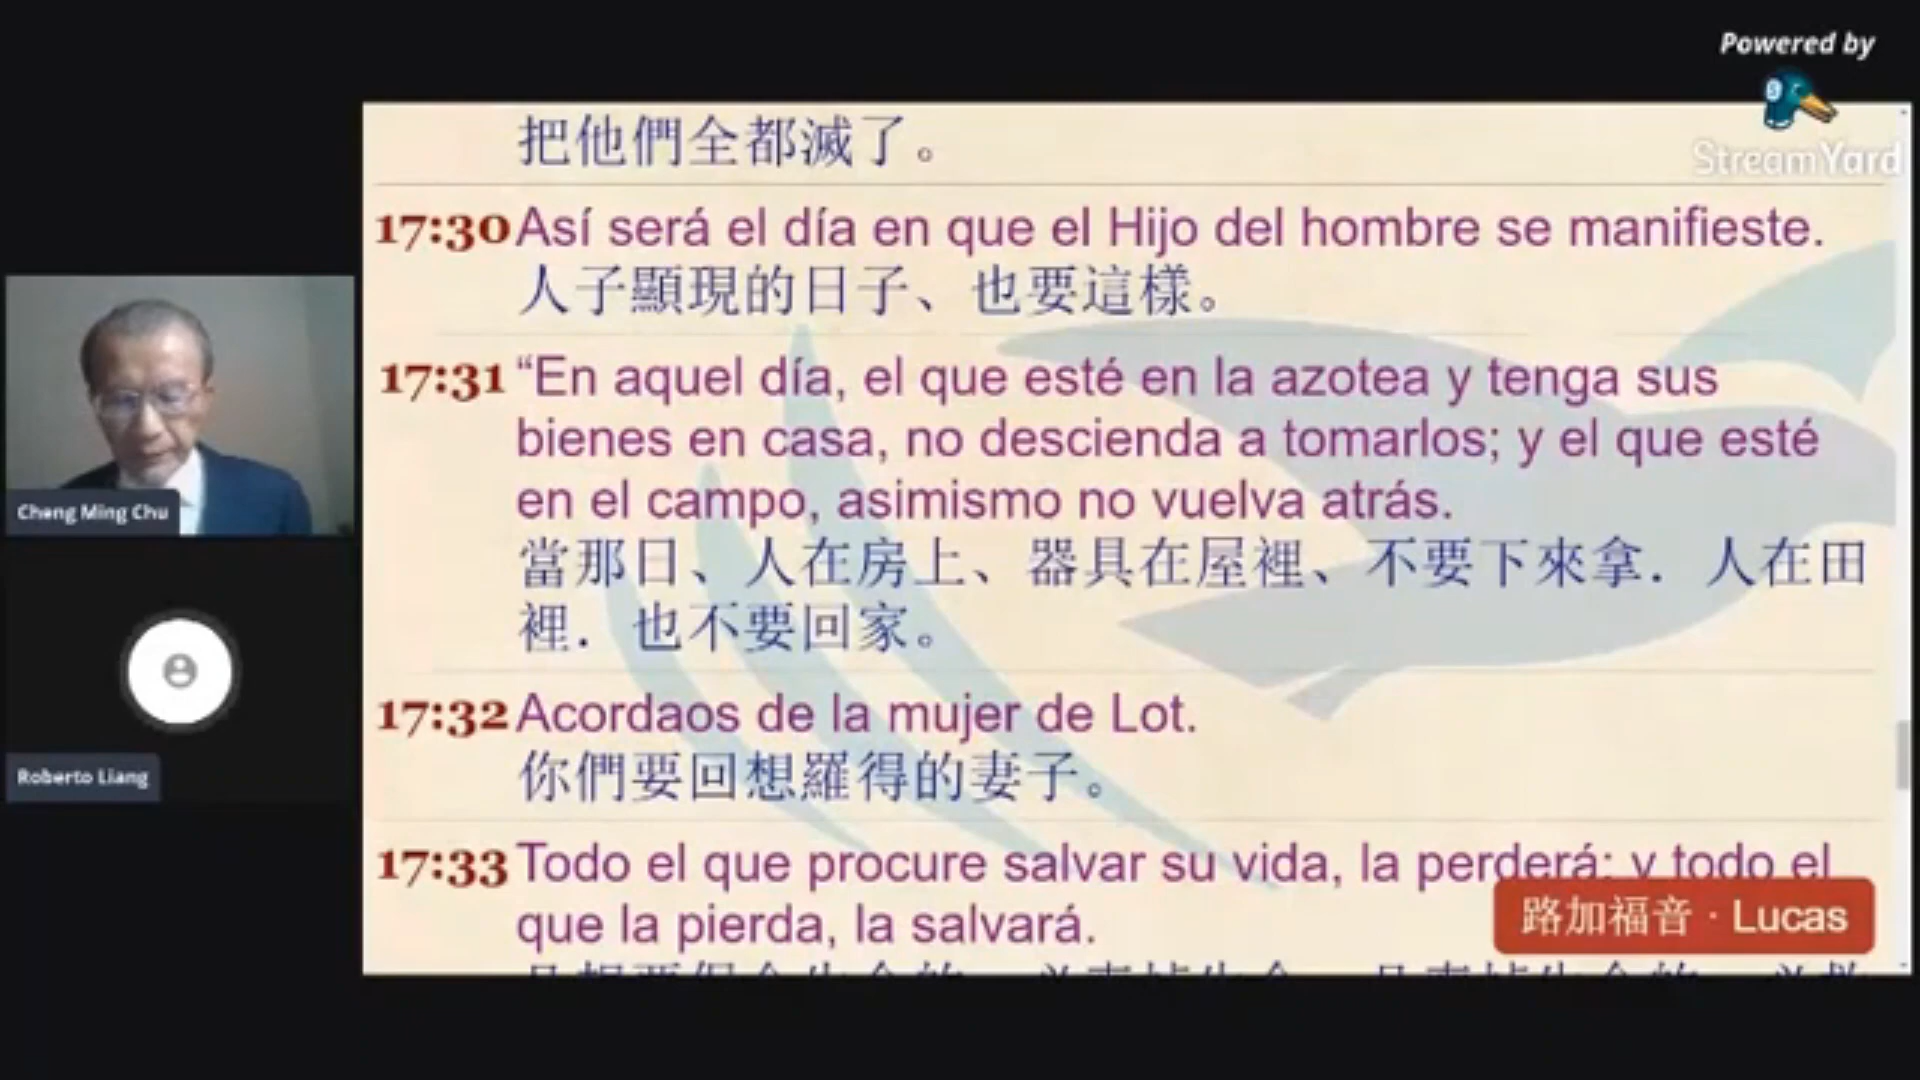 Powered by
StreamYard
把他們全都滅了。
17:30 Así será el día en que el Hijo del hombre se manifieste.
人子顯現的日子、也要這樣。
17:31 “En aquel día, el que esté en la azotea y tenga sus
bienes en casa, no descienda a tomarlos; y el que esté
en el campo, asimismo no vuelva atrás.
當那日、人在房上、器具在屋裡、不要下來拿．人在田
裡．也不要回家。
17:32 Acordaos de la mujer de Lot.
你們要回想羅得的妻子。
17:33 Todo el que procure salvar su vida, la perderá; y todo el
que la pierda, la salvará.
路加福音 · Lucas
Cheng Ming Chu
Roberto Liang